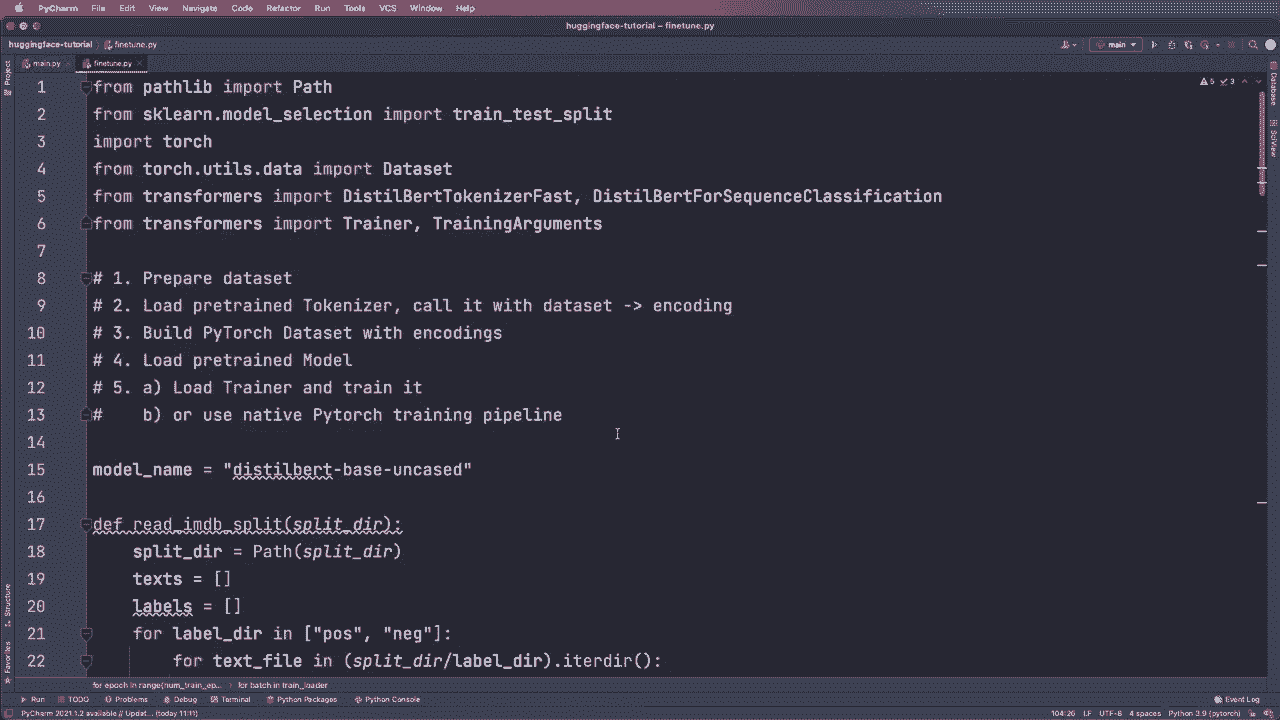 PyCharm File Edit View Navigate Code Refactor Run Tools VCS Window Help
huggingface-tutorial – finetune.py
huggingface-tutorial finetune.py main
main.py finetune.py
Project
Database
SciView
5 3
1 from pathlib import Path
2 from sklearn.model_selection import train_test_split
3 import torch
4 from torch.utils.data import Dataset
5 from transformers import DistilBertTokenizerFast, DistilBertForSequenceClassification
6 from transformers import Trainer, TrainingArguments
7
8 # 1. Prepare dataset
9 # 2. Load pretrained Tokenizer, call it with dataset -> encoding
10 # 3. Build PyTorch Dataset with encodings
11 # 4. Load pretrained Model
12 # 5. a) Load Trainer and train it
13 #    b) or use native Pytorch training pipeline
14
15 model_name = "distilbert-base-uncased"
16
17 def read_imdb_split(split_dir):
18     split_dir = Path(split_dir)
19     texts = []
20     labels = []
21     for label_dir in ["pos", "neg"]:
22         for text_file in (split_dir/label_dir).iterdir():
Structure
Favorites
for epoch in range(num_train_ep... for batch in train_loader
Run TODO Problems Debug Terminal Python Packages Python Console Event Log
PyCharm 2021.1.2 available // Updat... (today 11:11) 104:26 LF UTF-8 4 spaces Python 3.9 (pytorch)